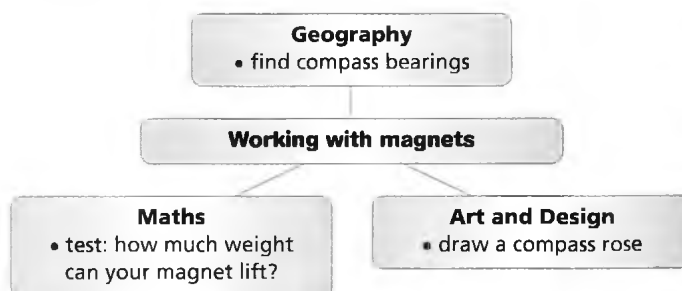 Geography
• find compass bearings
Working with magnets
Maths
• test: how much weight
can your magnet lift?
Art and Design
• draw a compass rose